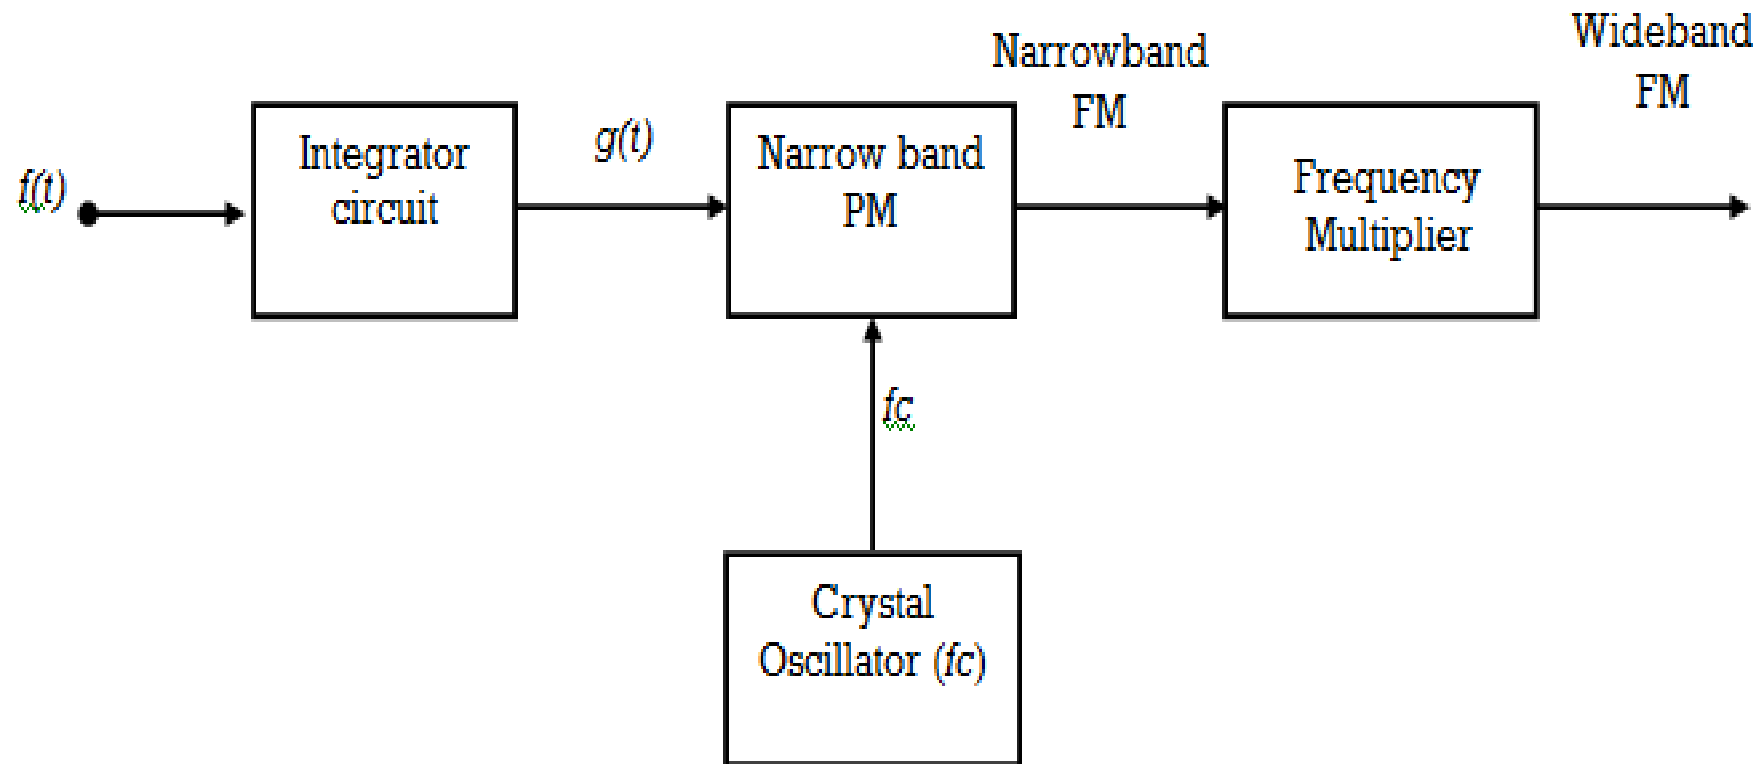 f(t)
Integrator
circuit
g(t)
Narrow band
PM
Narrowband
FM
Frequency
Multiplier
Wideband
FM
fc
Crystal
Oscillator (fc)